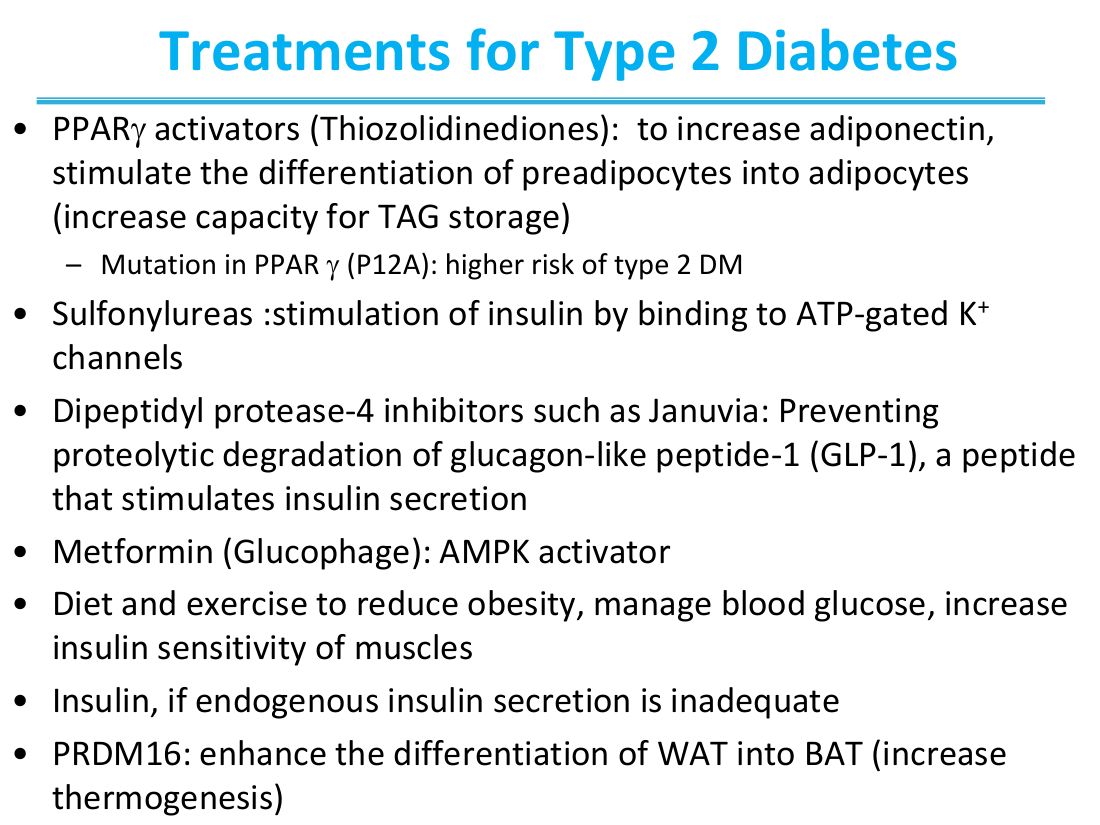 Treatments for Type 2 Diabetes
• PPARγ activators (Thiozolidinediones):  to increase adiponectin,
stimulate the differentiation of preadipocytes into adipocytes
(increase capacity for TAG storage)
– Mutation in PPAR γ (P12A): higher risk of type 2 DM
• Sulfonylureas :stimulation of insulin by binding to ATP-gated K⁺
channels
• Dipeptidyl protease-4 inhibitors such as Januvia: Preventing
proteolytic degradation of glucagon-like peptide-1 (GLP-1), a peptide
that stimulates insulin secretion
• Metformin (Glucophage): AMPK activator
• Diet and exercise to reduce obesity, manage blood glucose, increase
insulin sensitivity of muscles
• Insulin, if endogenous insulin secretion is inadequate
• PRDM16: enhance the differentiation of WAT into BAT (increase
thermogenesis)